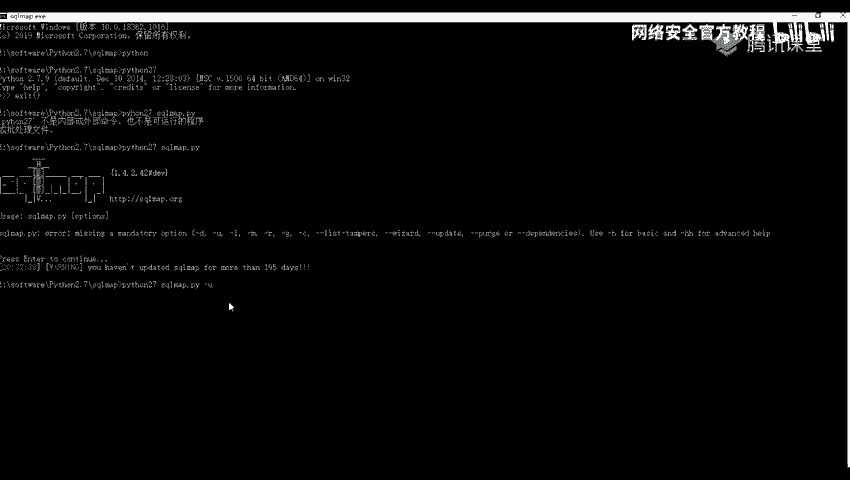 sqlmap.exe
Microsoft Windows [版本 10.0.18362.1016]
(c) 2019 Microsoft Corporation。保留所有权利。
网络安全官方教程
腾讯课堂
:\software\Python2.7\sqlmap>python
:\software\Python2.7\sqlmap>python27
Python 2.7.9 (default, Dec 10 2014, 12:28:03) [MSC v.1500 64 bit (AMD64)] on win32
Type "help", "copyright", "credits" or "license" for more information.
>>> exit()
:\software\Python2.7\sqlmap>pyhon27 sqlmap.py
'pyhon27' 不是内部或外部命令，也不是可运行的程序
或批处理文件。
:\software\Python2.7\sqlmap>python27 sqlmap.py
{1.4.2.42#dev}
http://sqlmap.org
Usage: sqlmap.py [options]
sqlmap.py: error: missing a mandatory option (-d, -u, -l, -m, -r, -g, -c, --list-tampers, --wizard, --update, --purge or --dependencies). Use -h for basic and -hh for advanced help
Press Enter to continue...
[WARNING] you haven't updated sqlmap for more than 195 days!!!
:\software\Python2.7\sqlmap>python27 sqlmap.py -u